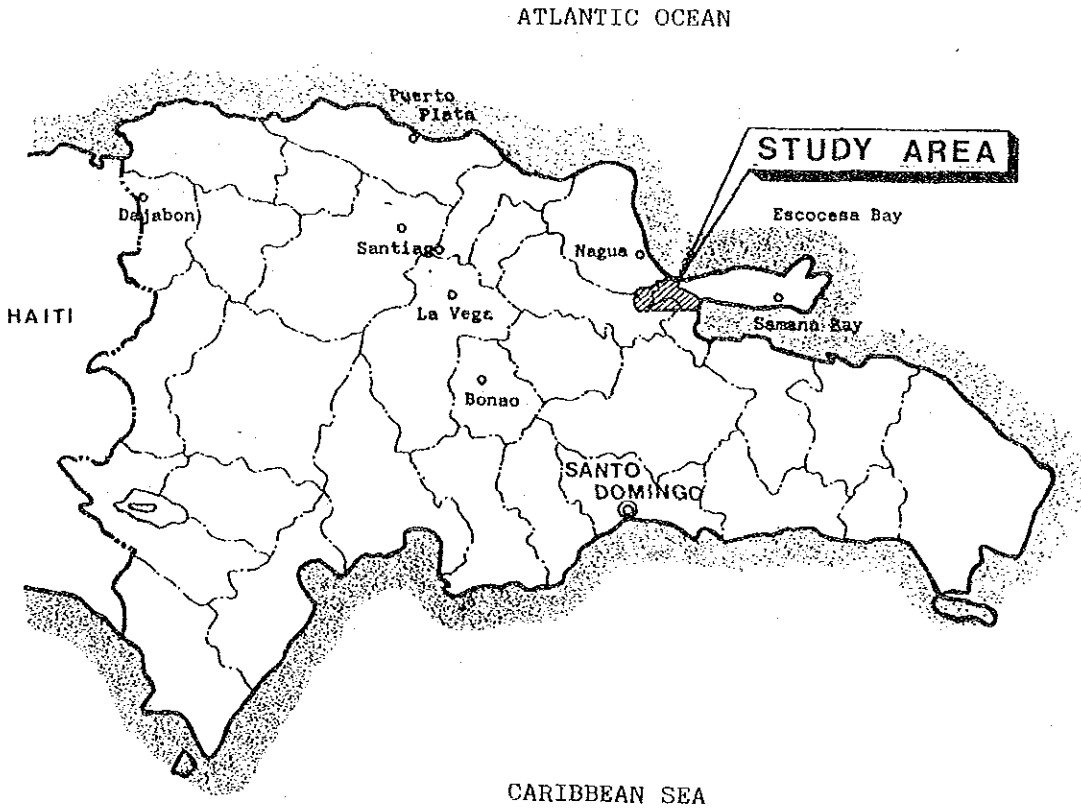 ATLANTIC OCEAN
Puerto
Plata
STUDY AREA
Dajabon
Escocesa Bay
Santiago
Nagua
HAITI
La Vega
Samana Bay
Bonao
SANTO
DOMINGO
CARIBBEAN SEA